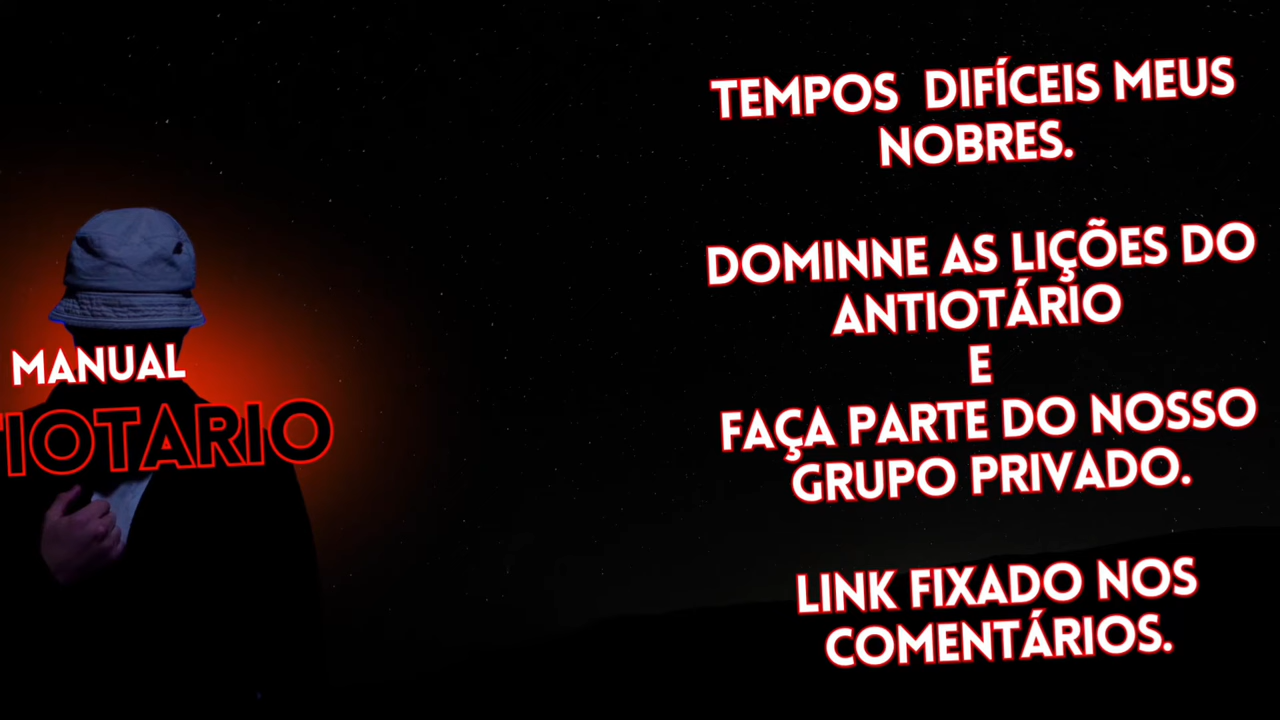 MANUAL
TIOTARIO
TEMPOS DIFÍCEIS MEUS
NOBRES.
DOMINNE AS LIÇÕES DO
ANTIOTÁRIO
E
FAÇA PARTE DO NOSSO
GRUPO PRIVADO.
LINK FIXADO NOS
COMENTÁRIOS.